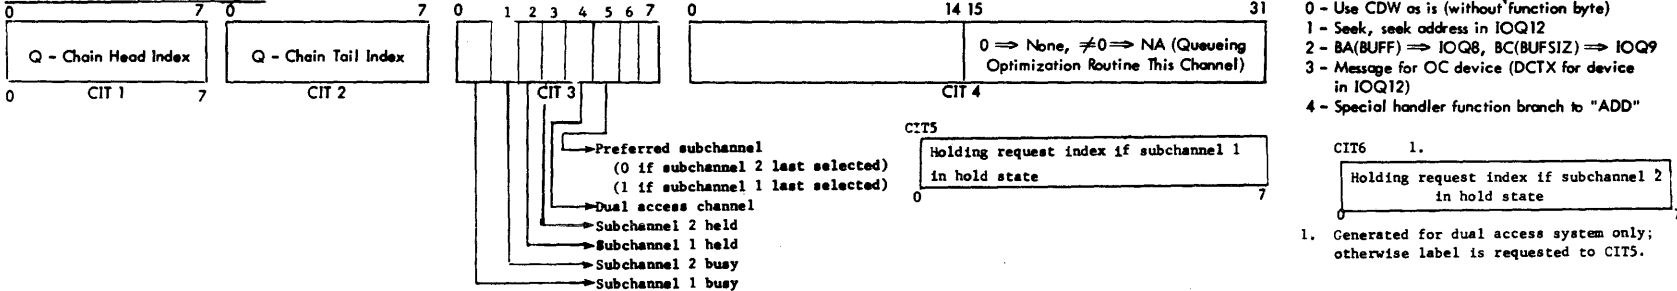 0 7 0 7 0 1 2 3 4 5 6 7 0 14 15 31
Q - Chain Head Index
Q - Chain Tail Index
0 ⟹ None, ≠0 ⟹ NA (Queueing
Optimization Routine This Channel)
0 CIT 1 7
CIT 2
CIT 3
CIT 4
Preferred subchannel
(0 if subchannel 2 last selected)
(1 if subchannel 1 last selected)
Dual access channel
Subchannel 2 held
Subchannel 1 held
Subchannel 2 busy
Subchannel 1 busy
CIT5
Holding request index if subchannel 1
in hold state
0 7
0 - Use CDW as is (without function byte)
1 - Seek, seek address in IOQ12
2 - BA(BUFF) ⟹ IOQ8, BC(BUFSIZ) ⟹ IOQ9
3 - Message for OC device (DCTX for device
in IOQ12)
4 - Special handler function branch to "ADD"
CIT6 1.
Holding request index if subchannel 2
in hold state
0
1. Generated for dual access system only;
otherwise label is requested to CIT5.